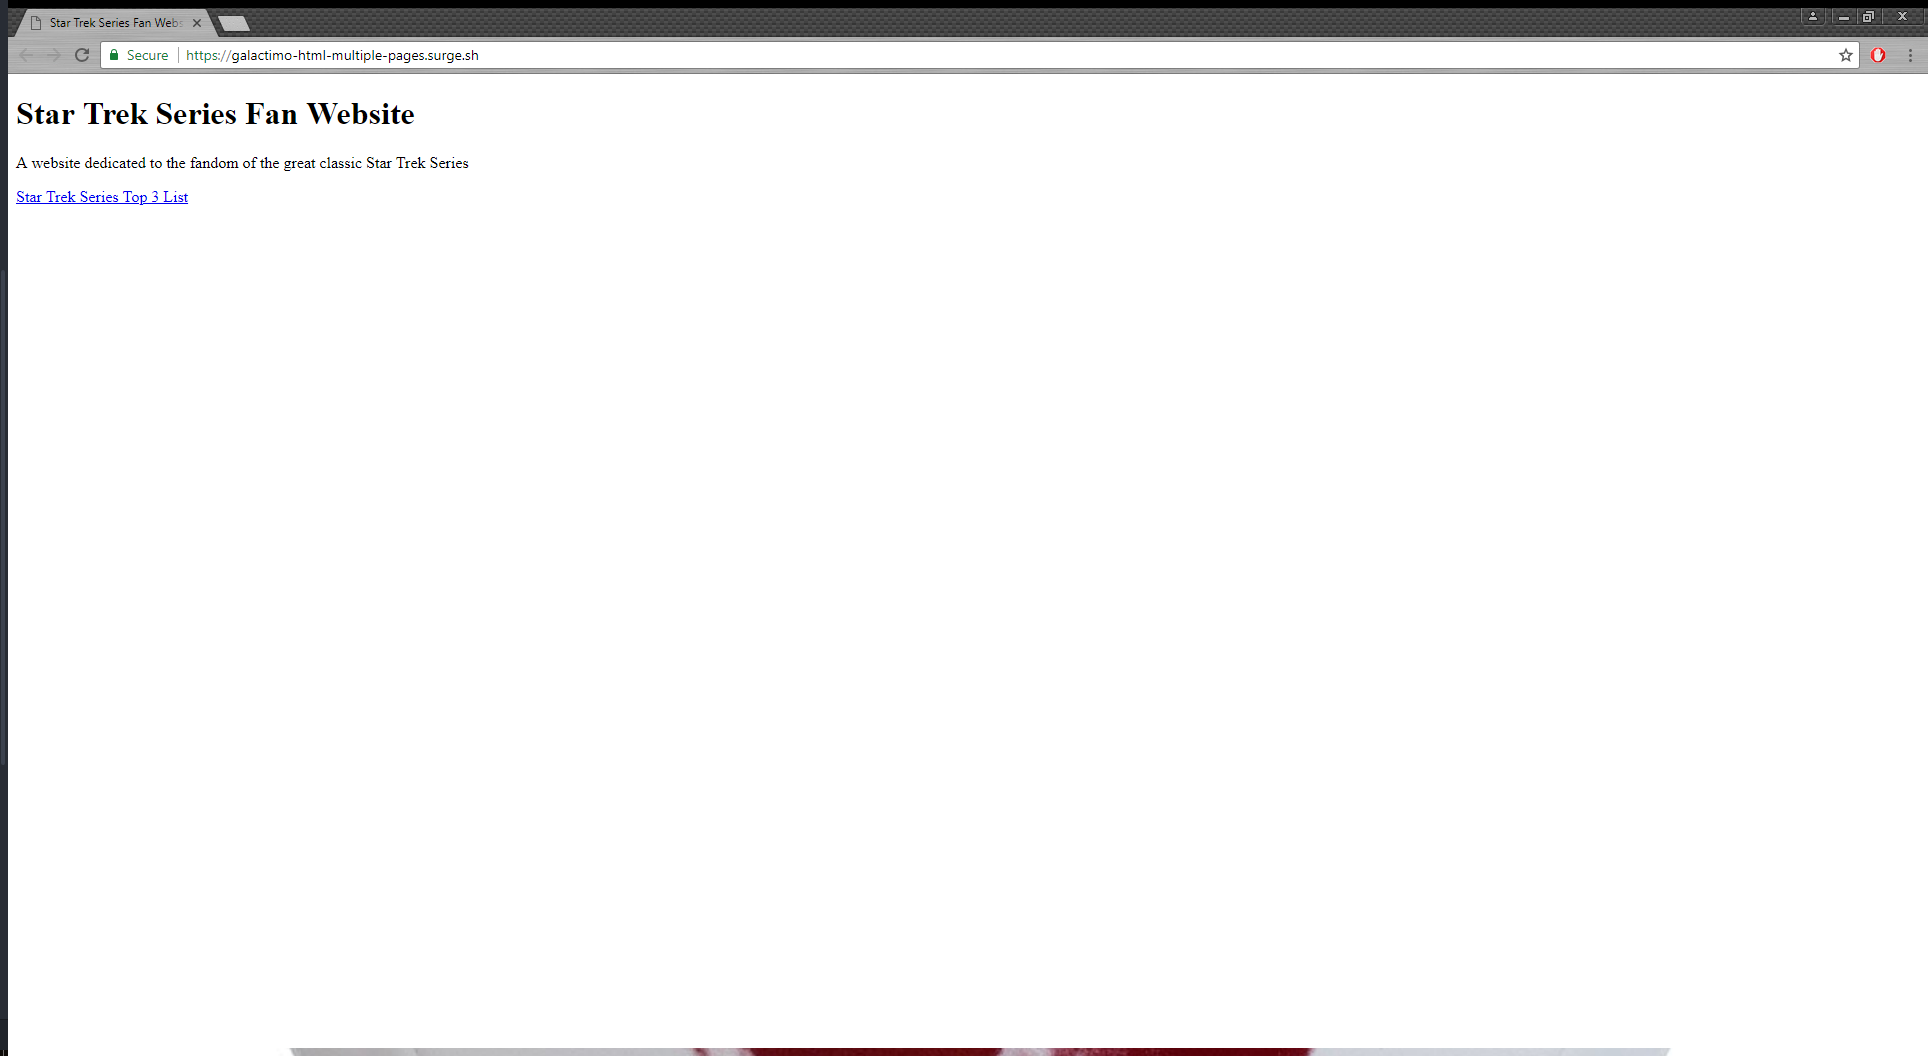 Star Trek Series Fan Webs
Secure
https://galactimo-html-multiple-pages.surge.sh
Star Trek Series Fan Website
A website dedicated to the fandom of the great classic Star Trek Series
Star Trek Series Top 3 List